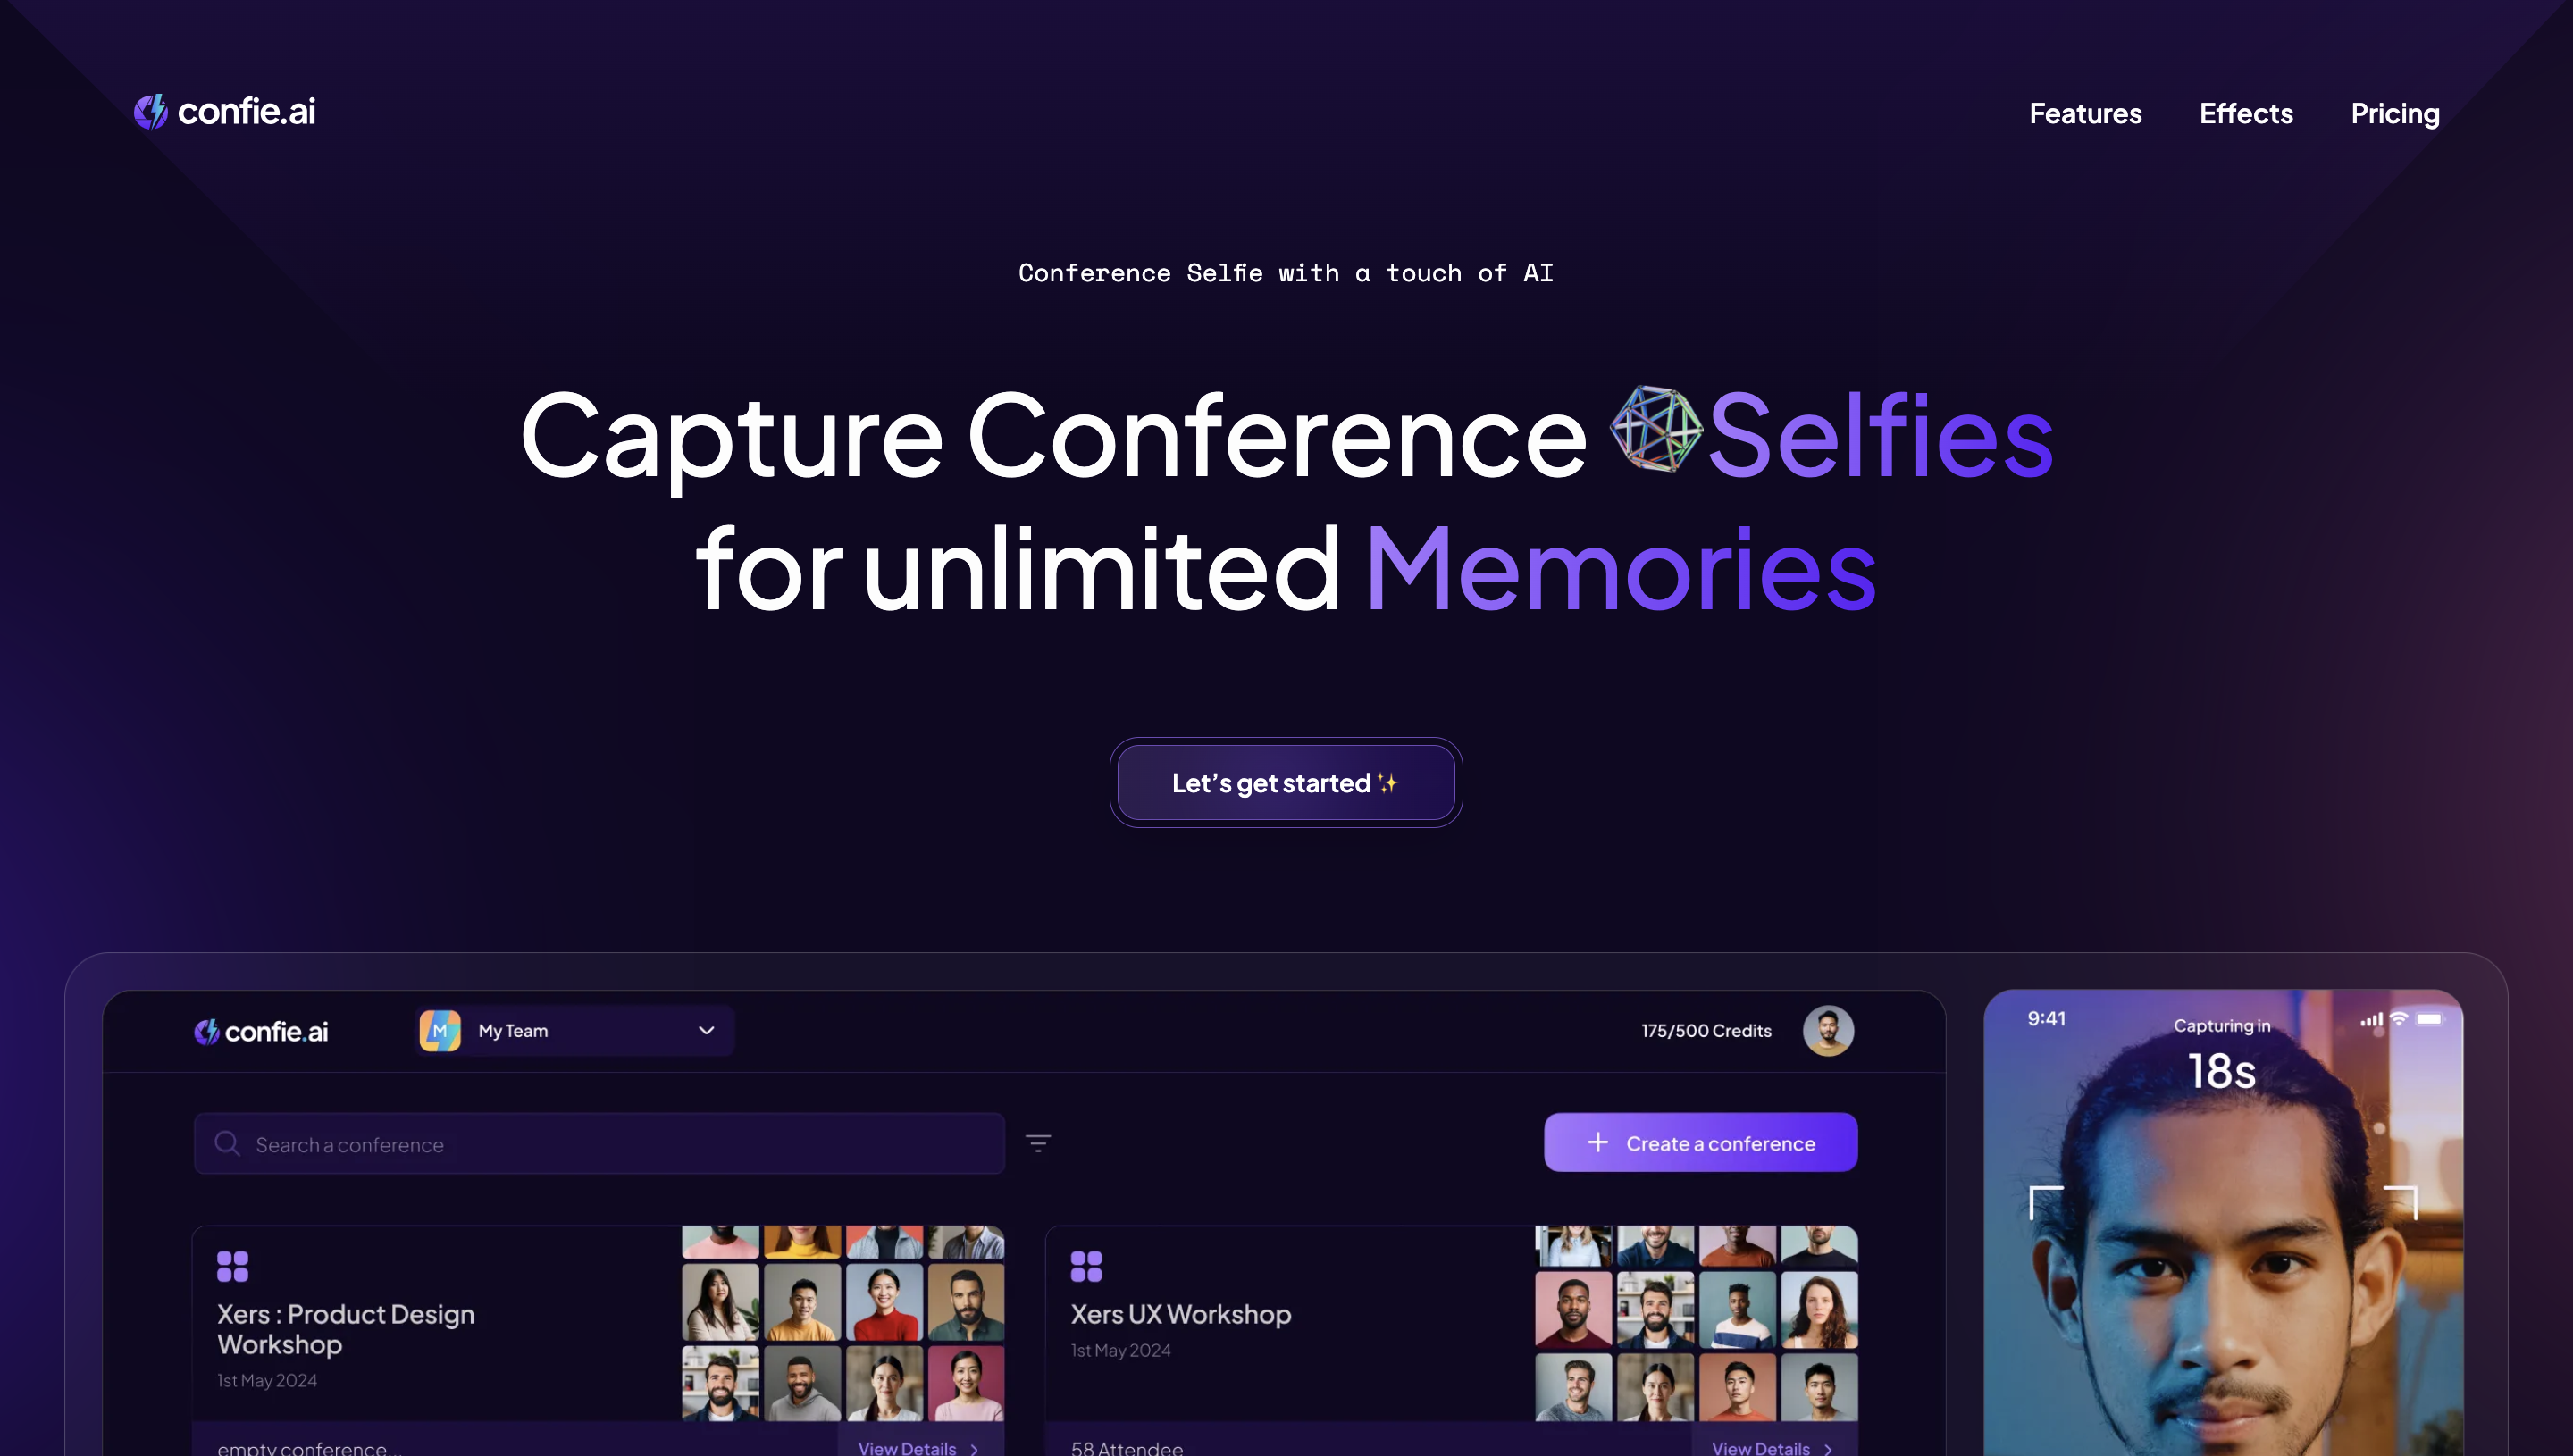 confie.ai
Features
Effects
Pricing
Conference Selfie with a touch of AI
Capture Conference Selfies
for unlimited Memories
Let’s get started ✨
confie.ai
M
My Team
175/500 Credits
9:41
Capturing in
18s
Search a conference
+ Create a conference
Xers : Product Design
Workshop
1st May 2024
Xers UX Workshop
1st May 2024
empty conference...
View Details
58 Attendee
View Details